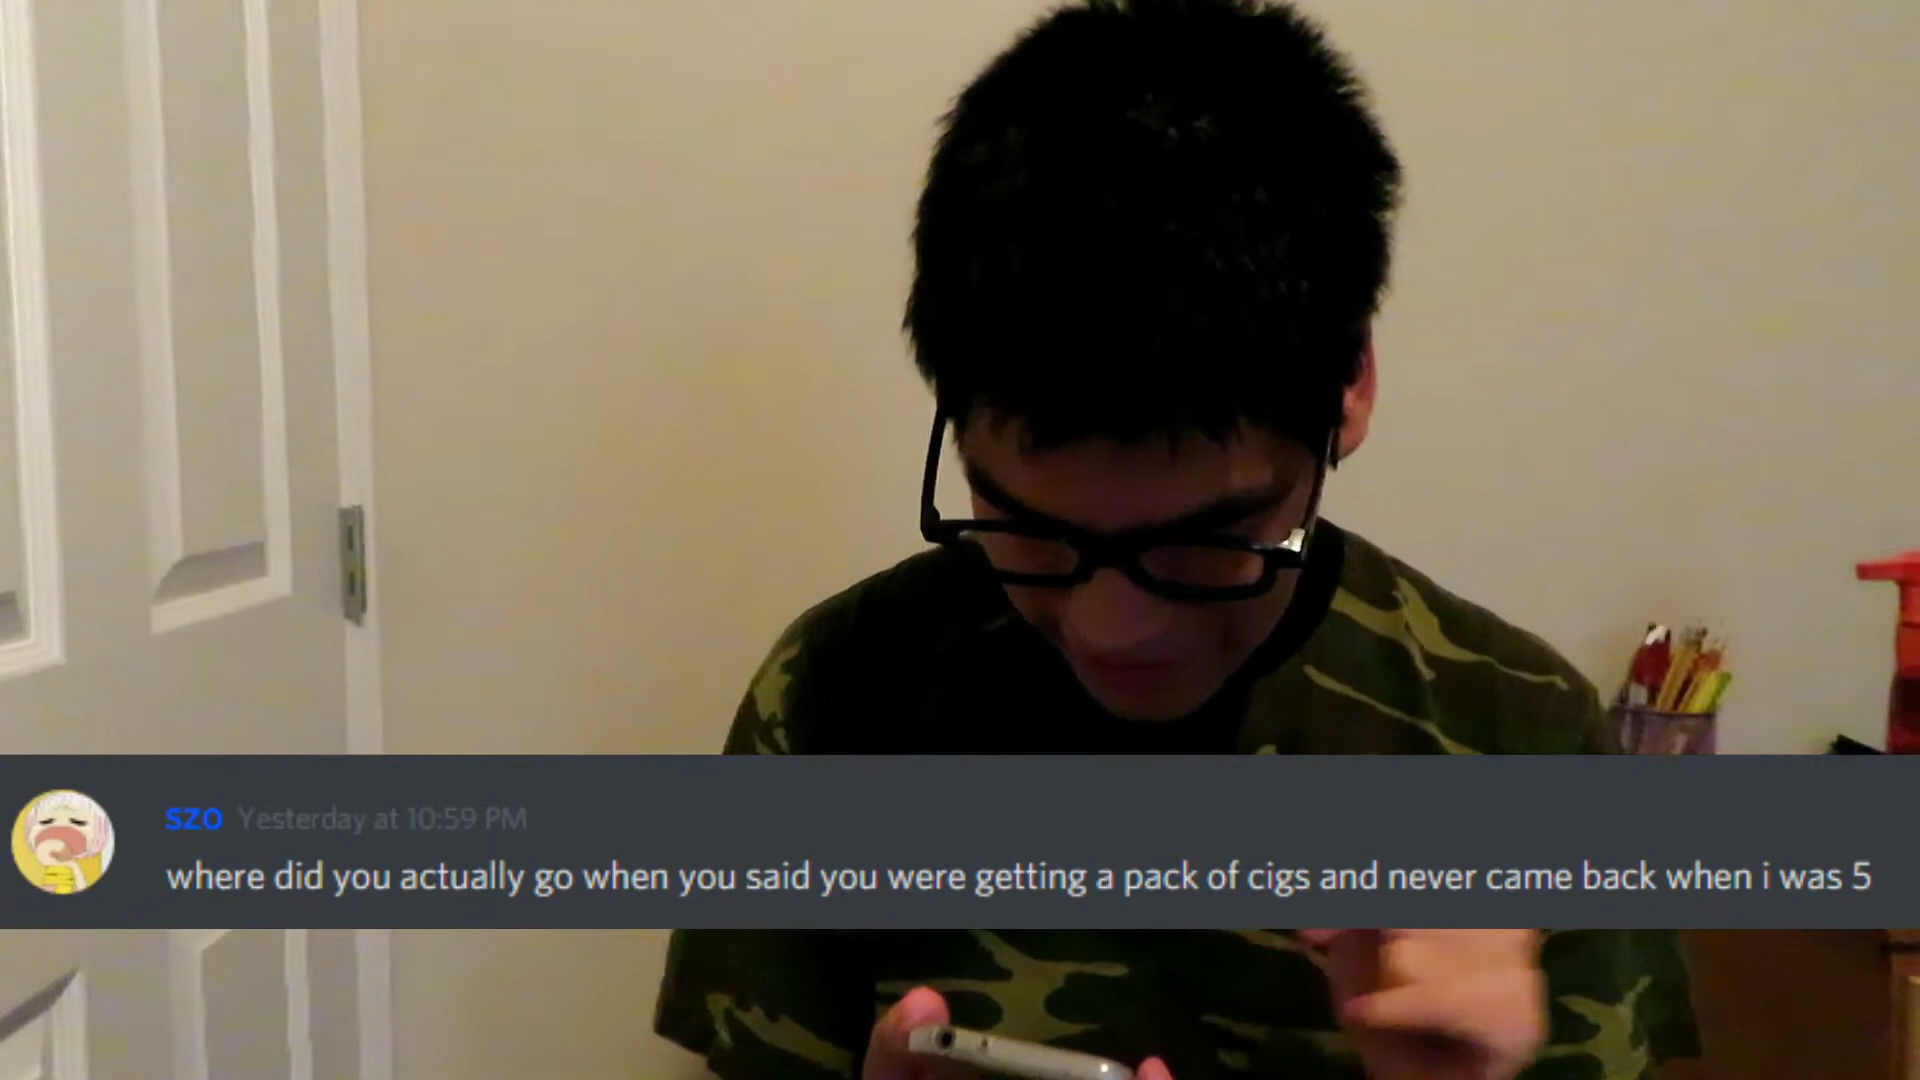 SZO Yesterday at 10:59 PM
where did you actually go when you said you were getting a pack of cigs and never came back when i was 5